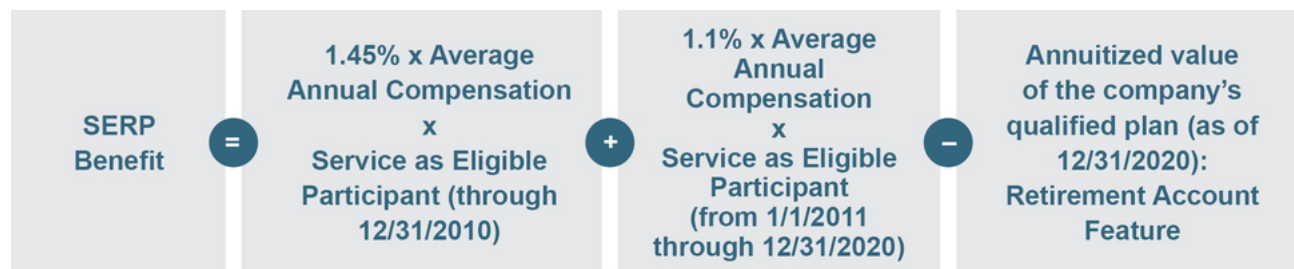 SERP
Benefit
=
1.45% x Average
Annual Compensation
x
Service as Eligible
Participant (through
12/31/2010)
+
1.1% x Average
Annual
Compensation
x
Service as Eligible
Participant
(from 1/1/2011
through 12/31/2020)
–
Annuitized value
of the company’s
qualified plan (as of
12/31/2020):
Retirement Account
Feature